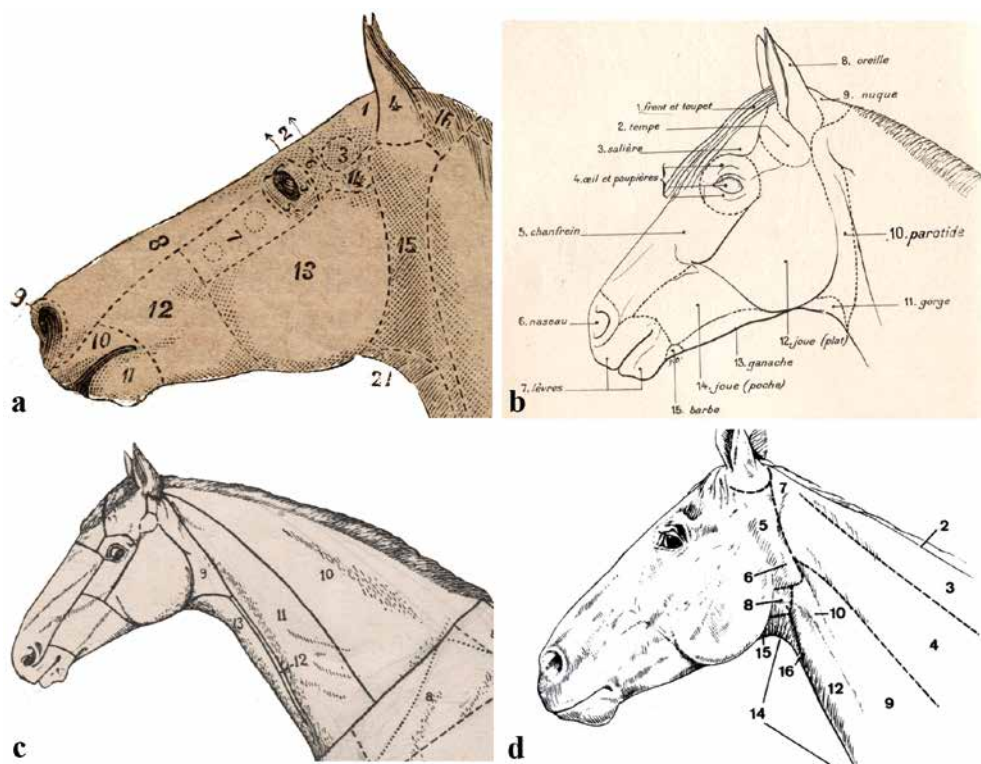 1
4
2
16
3
6
14
7
15
8
13
9
12
10
11
21
a
8. oreille
9. nuque
1. front et toupet
2. tempe
3. salière
4. œil et paupières
5. chanfrein
10. parotide
6. naseau
11. gorge
12. joue (plat)
13. ganache
7. lèvres
14. joue (poche)
15. barbe
b
9
10
11
13
12
8
c
7
2
5
3
6
10
8
4
15
16
12
9
14
d